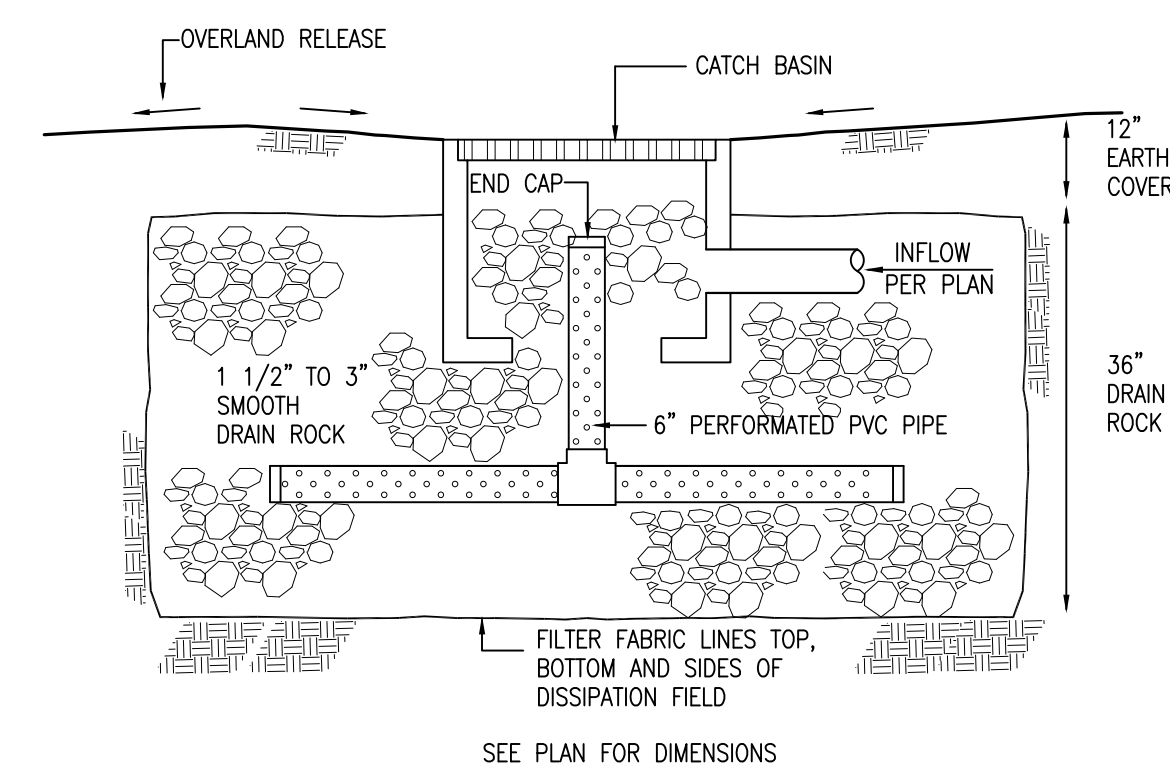 OVERLAND RELEASE
CATCH BASIN
12"
EARTH
COVER
END CAP
INFLOW
PER PLAN
1 1/2" TO 3"
SMOOTH
DRAIN ROCK
36"
DRAIN
ROCK
6" PERFORMATED PVC PIPE
FILTER FABRIC LINES TOP,
BOTTOM AND SIDES OF
DISSIPATION FIELD
SEE PLAN FOR DIMENSIONS